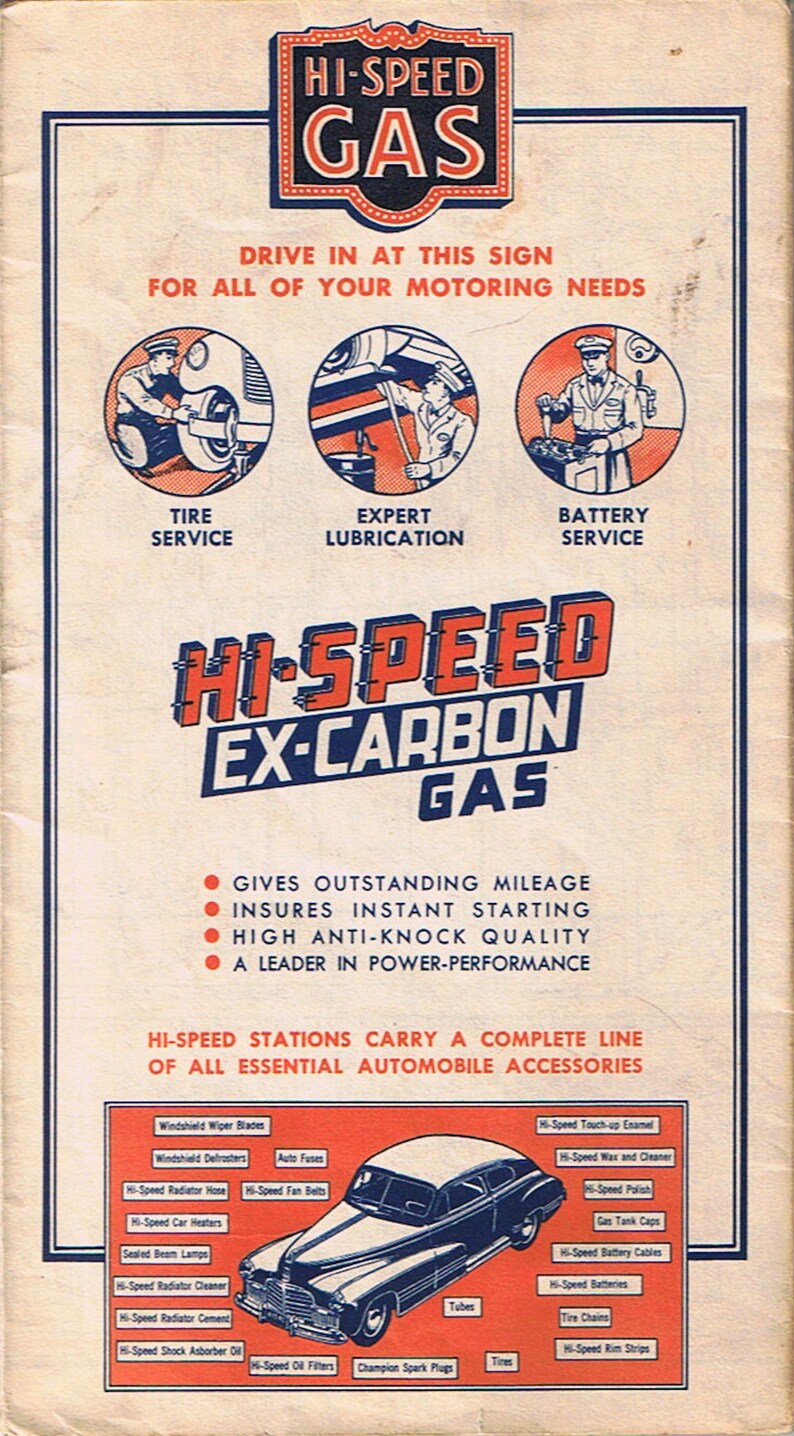 HI-SPEED
GAS
DRIVE IN AT THIS SIGN
FOR ALL OF YOUR MOTORING NEEDS
TIRE
SERVICE
EXPERT
LUBRICATION
BATTERY
SERVICE
HI-SPEED
EX-CARBON
GAS
● GIVES OUTSTANDING MILEAGE
● INSURES INSTANT STARTING
● HIGH ANTI-KNOCK QUALITY
● A LEADER IN POWER-PERFORMANCE
HI-SPEED STATIONS CARRY A COMPLETE LINE
OF ALL ESSENTIAL AUTOMOBILE ACCESSORIES
Windshield Wiper Blades
Windshield Defrosters
Auto Fuses
Hi-Speed Radiator Hose
Hi-Speed Fan Belts
Hi-Speed Car Heaters
Sealed Beam Lamps
Hi-Speed Radiator Cleaner
Hi-Speed Radiator Cement
Hi-Speed Shock Asborber Oil
Hi-Speed Oil Filters
Champion Spark Plugs
Tubes
Tires
Hi-Speed Touch-up Enamel
Hi-Speed Wax and Cleaner
Hi-Speed Polish
Gas Tank Caps
Hi-Speed Battery Cables
Hi-Speed Batteries
Tire Chains
Hi-Speed Rim Strips